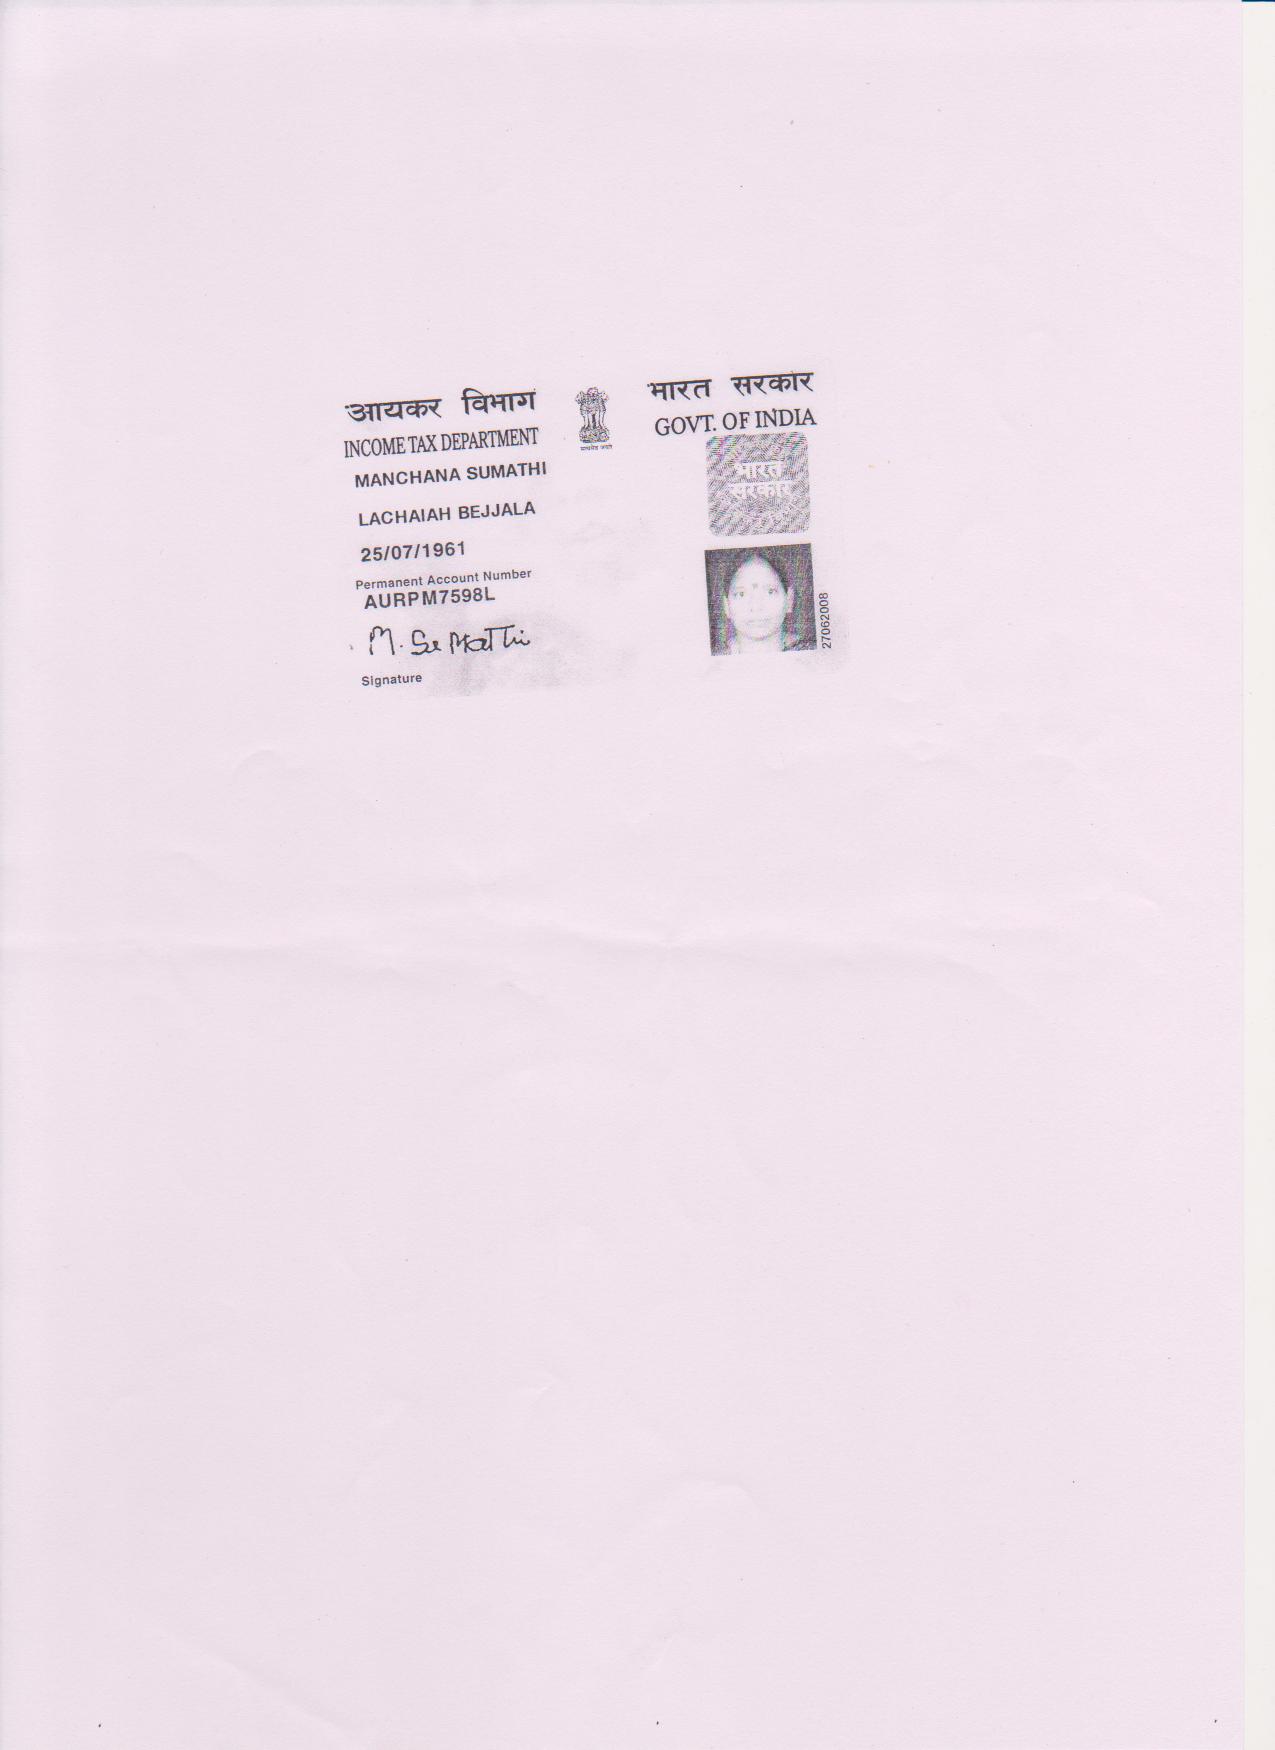 आयकर विभाग
भारत सरकार
INCOME TAX DEPARTMENT
GOVT. OF INDIA
MANCHANA SUMATHI
LACHAIAH BEJJALA
25/07/1961
Permanent Account Number
AURPM7598L
M. Sumathi
Signature
भारत
सरकार
27062008